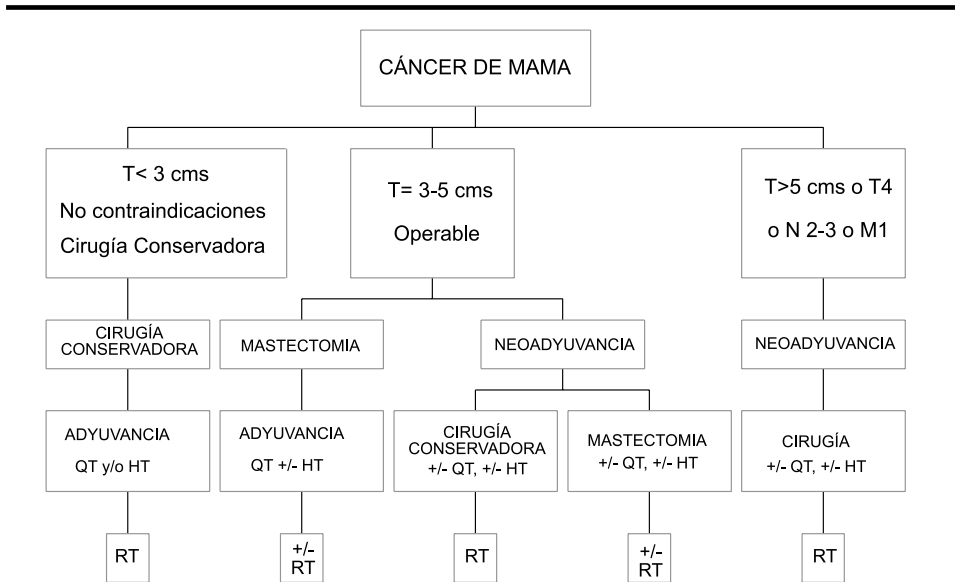 CÁNCER DE MAMA
T< 3 cms
No contraindicaciones
Cirugía Conservadora
T= 3-5 cms
Operable
T>5 cms o T4
o N 2-3 o M1
CIRUGÍA
CONSERVADORA
MASTECTOMIA
NEOADYUVANCIA
NEOADYUVANCIA
ADYUVANCIA
QT y/o HT
ADYUVANCIA
QT +/- HT
CIRUGÍA
CONSERVADORA
+/- QT, +/- HT
MASTECTOMIA
+/- QT, +/- HT
CIRUGÍA
+/- QT, +/- HT
RT
+/-
RT
RT
+/-
RT
RT